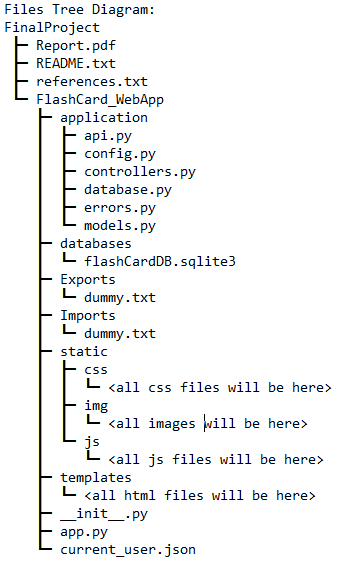 Files Tree Diagram:
FinalProject
├─ Report.pdf
├─ README.txt
├─ references.txt
└─ FlashCard_WebApp
   ├─ application
   │  ├─ api.py
   │  ├─ config.py
   │  ├─ controllers.py
   │  ├─ database.py
   │  ├─ errors.py
   │  └─ models.py
   ├─ databases
   │  └─ flashCardDB.sqlite3
   ├─ Exports
   │  └─ dummy.txt
   ├─ Imports
   │  └─ dummy.txt
   ├─ static
   │  ├─ css
   │  │  └─ <all css files will be here>
   │  ├─ img
   │  │  └─ <all images will be here>
   │  └─ js
   │     └─ <all js files will be here>
   ├─ templates
   │  └─ <all html files will be here>
   ├─ __init__.py
   ├─ app.py
   └─ current_user.json